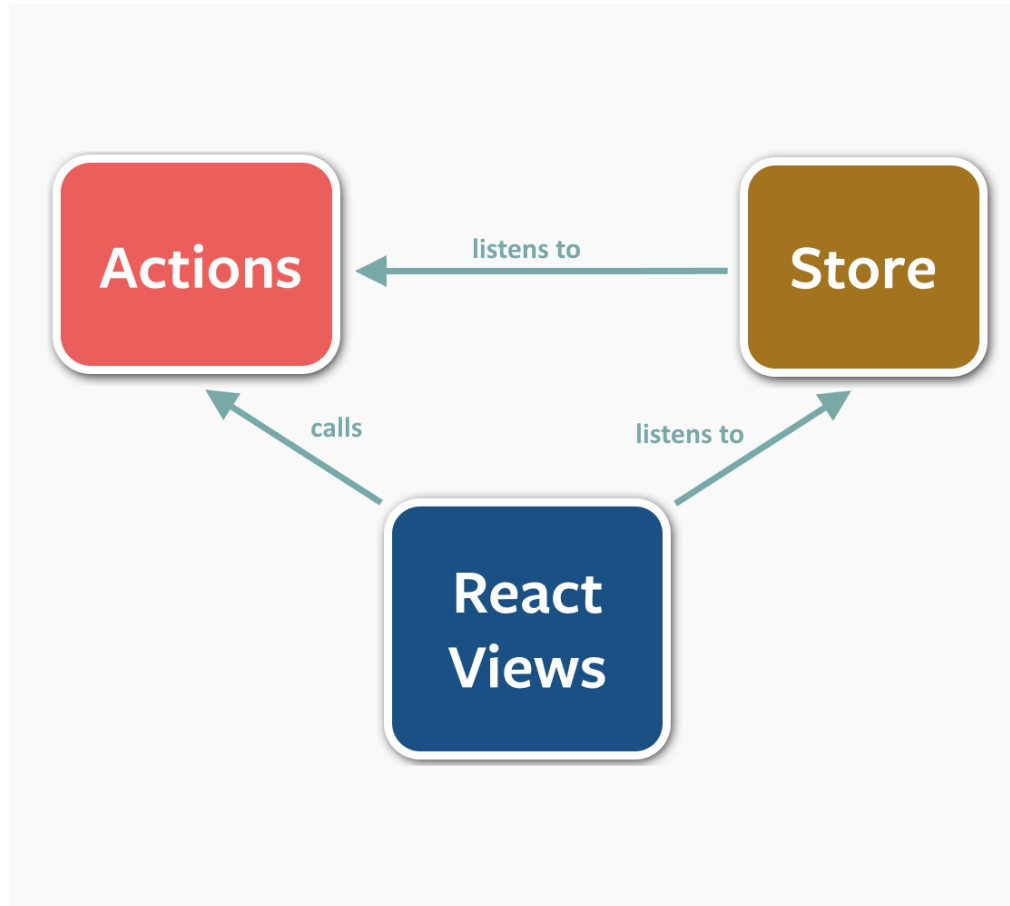 listens to
Actions
Store
calls
listens to
React
Views